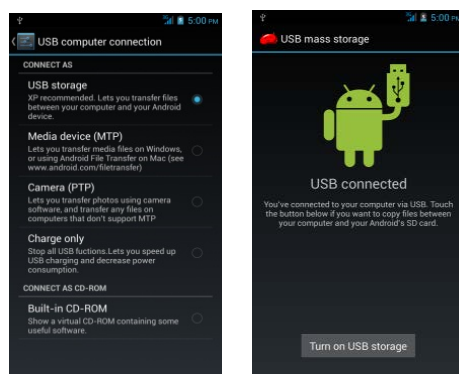 5:00 PM
USB computer connection
CONNECT AS
USB storage
XP recommended. Lets you transfer files
between your computer and your Android
device.
Media device (MTP)
Lets you transfer media files on Windows,
or using Android File Transfer on Mac (see
www.android.com/filetransfer)
Camera (PTP)
Lets you transfer photos using camera
software, and transfer any files on
computers that don't support MTP
Charge only
Stop all USB fuctions.Lets you speed up
USB charging and decrease power
consumption.
CONNECT AS CD-ROM
Built-in CD-ROM
Show a virtual CD-ROM containing some
useful software.
5:00 PM
USB mass storage
USB connected
You've connected to your computer via USB. Touch
the button below if you want to copy files between
your computer and your Android's SD card.
Turn on USB storage